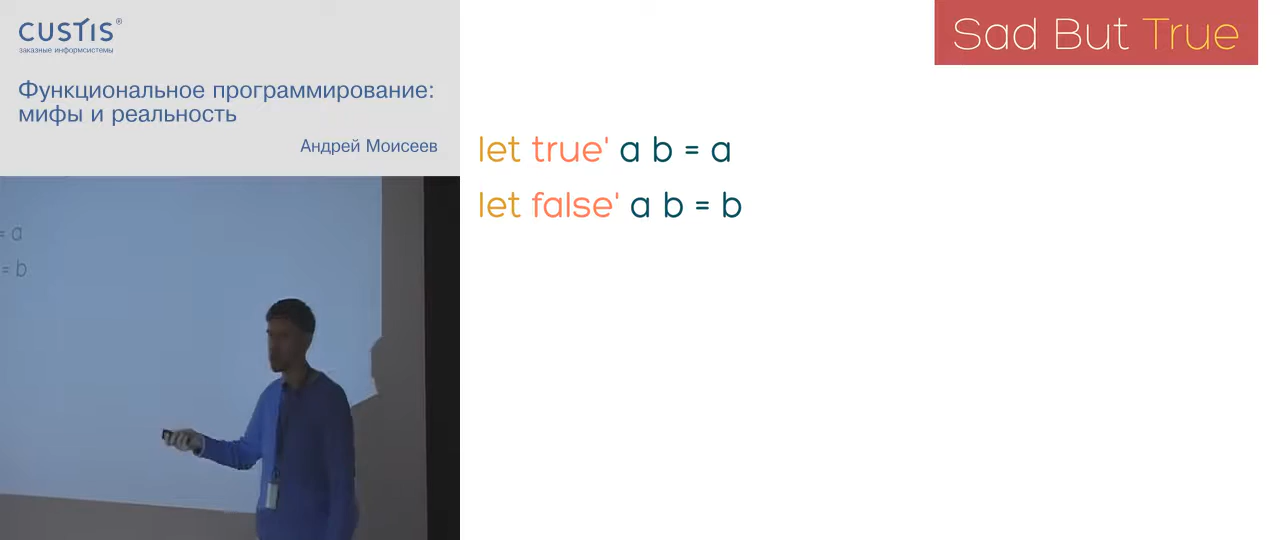 CUSTIS®
заказные информсистемы
Функциональное программирование:
мифы и реальность
Андрей Моисеев
Sad But True
let true' a b = a
let false' a b = b
= a
= b